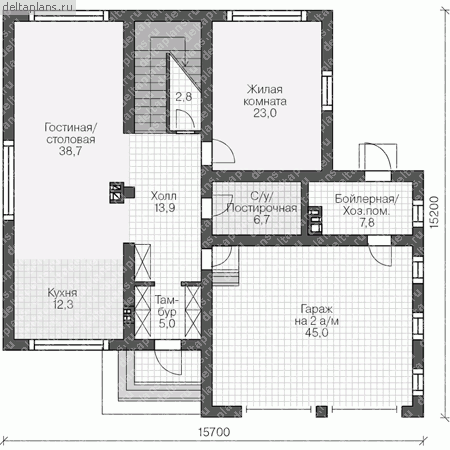 deltaplans.ru
2,8
Жилая
комната
23,0
Гостиная/
столовая
38,7
Холл
13,9
С/у/
Постирочная
6,7
Бойлерная/
Хоз.пом.
7,8
15200
Кухня
12,3
Там-
бур
5,0
Гараж
на 2 а/м
45,0
15700